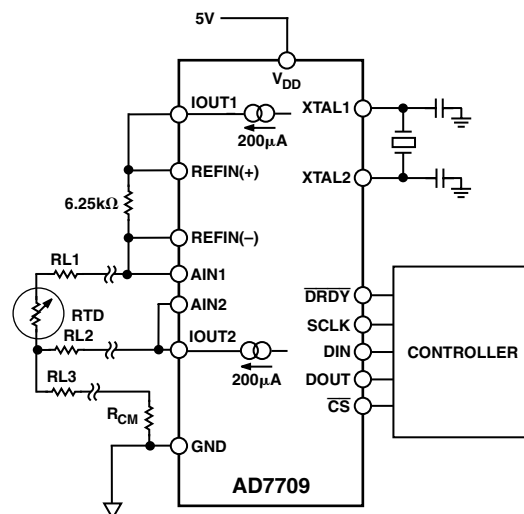 5V
VDD
IOUT1
200µA
XTAL1
REFIN(+)
XTAL2
6.25kΩ
REFIN(–)
RL1
AIN1
AIN2
RTD
RL2
IOUT2
200µA
RL3
RCM
GND
DRDY
SCLK
DIN
DOUT
CS
CONTROLLER
AD7709